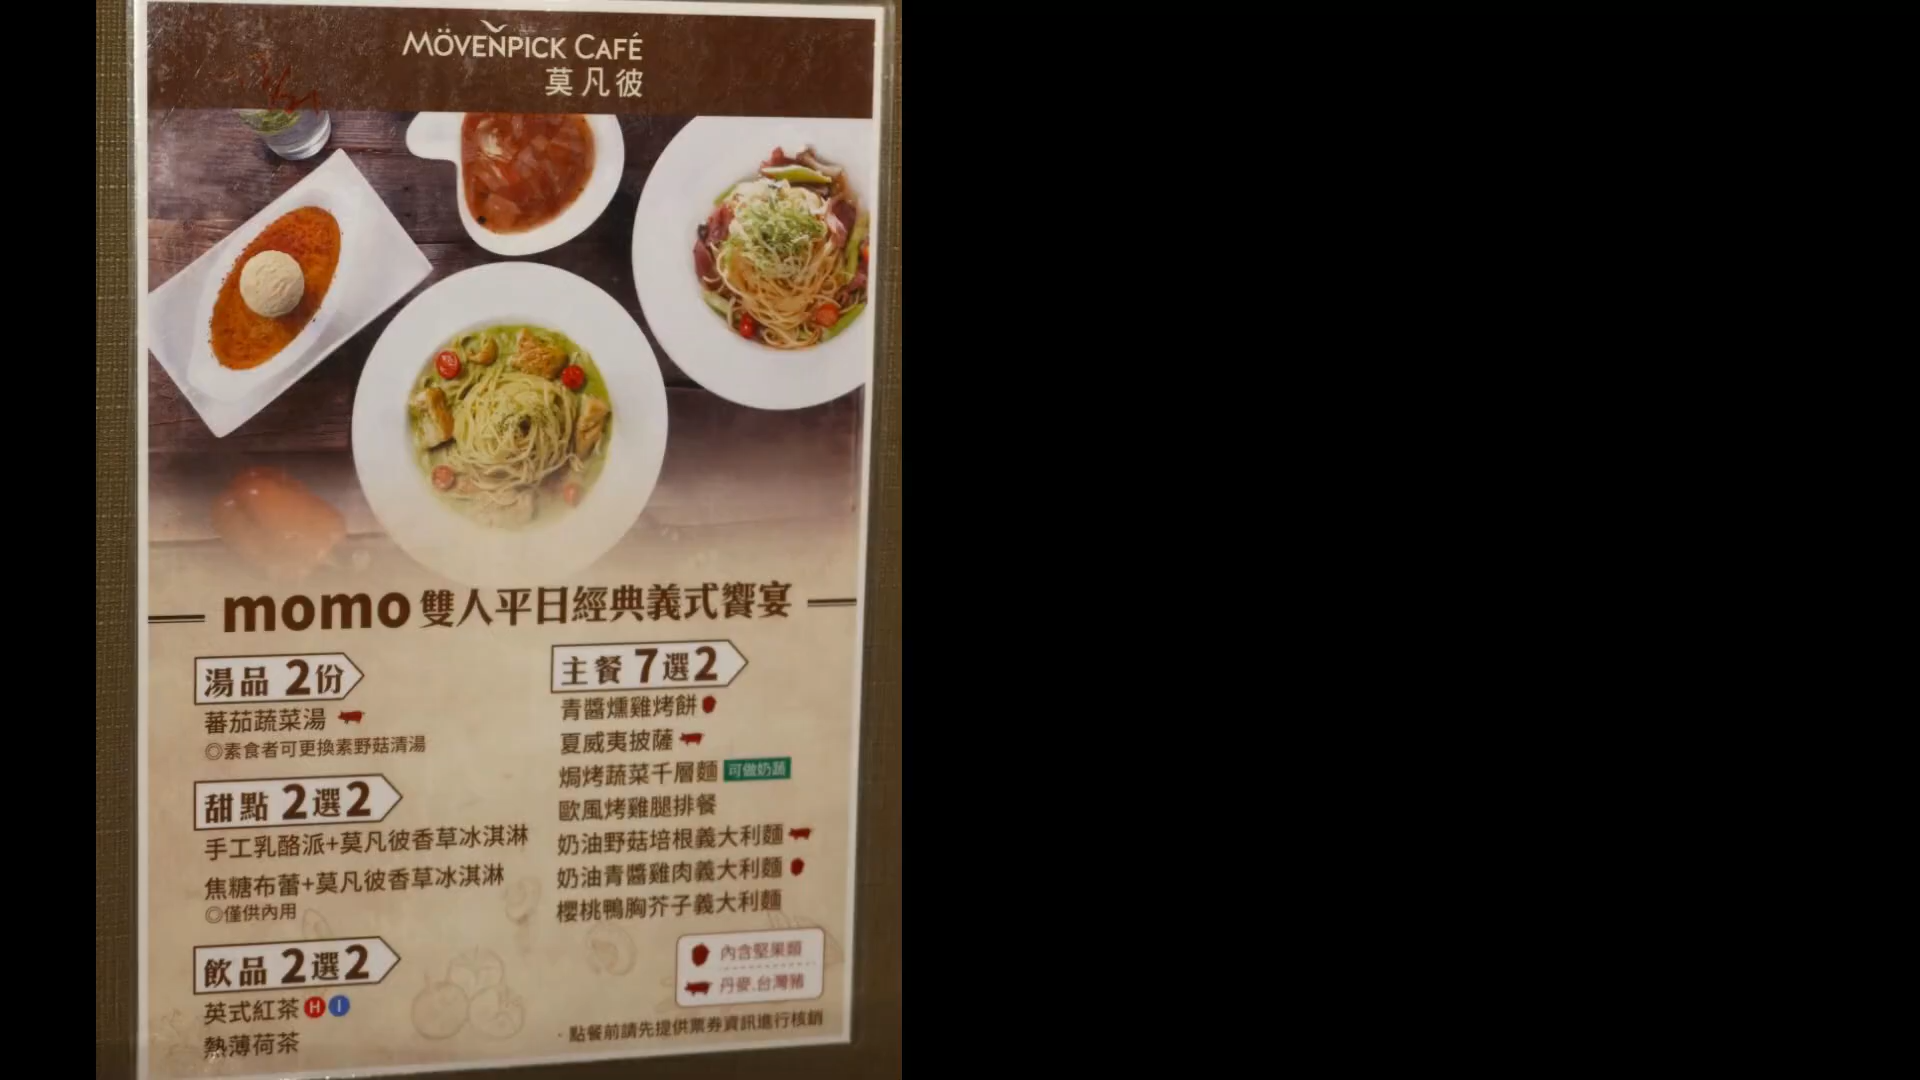 MÖVENPICK CAFÉ
莫凡彼
momo 雙人平日經典義式饗宴
湯品 2份
蕃茄蔬菜湯
◎素食者可更換素野菇清湯
甜點 2選2
手工乳酪派+莫凡彼香草冰淇淋
焦糖布蕾+莫凡彼香草冰淇淋
◎僅供內用
飲品 2選2
英式紅茶 H I
熱薄荷茶
主餐 7選2
青醬燻雞烤餅
夏威夷披薩
焗烤蔬菜千層麵 可做奶蔬
歐風烤雞腿排餐
奶油野菇培根義大利麵
奶油青醬雞肉義大利麵
櫻桃鴨胸芥子義大利麵
內含堅果類
丹麥.台灣豬
· 點餐前請先提供票券資訊進行核銷